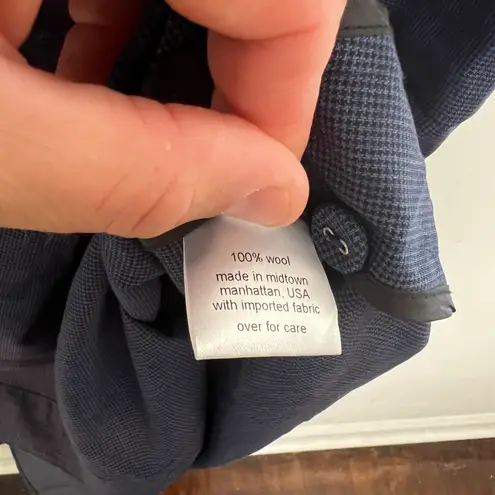 100% wool
made in midtown
manhattan, USA
with imported fabric
over for care